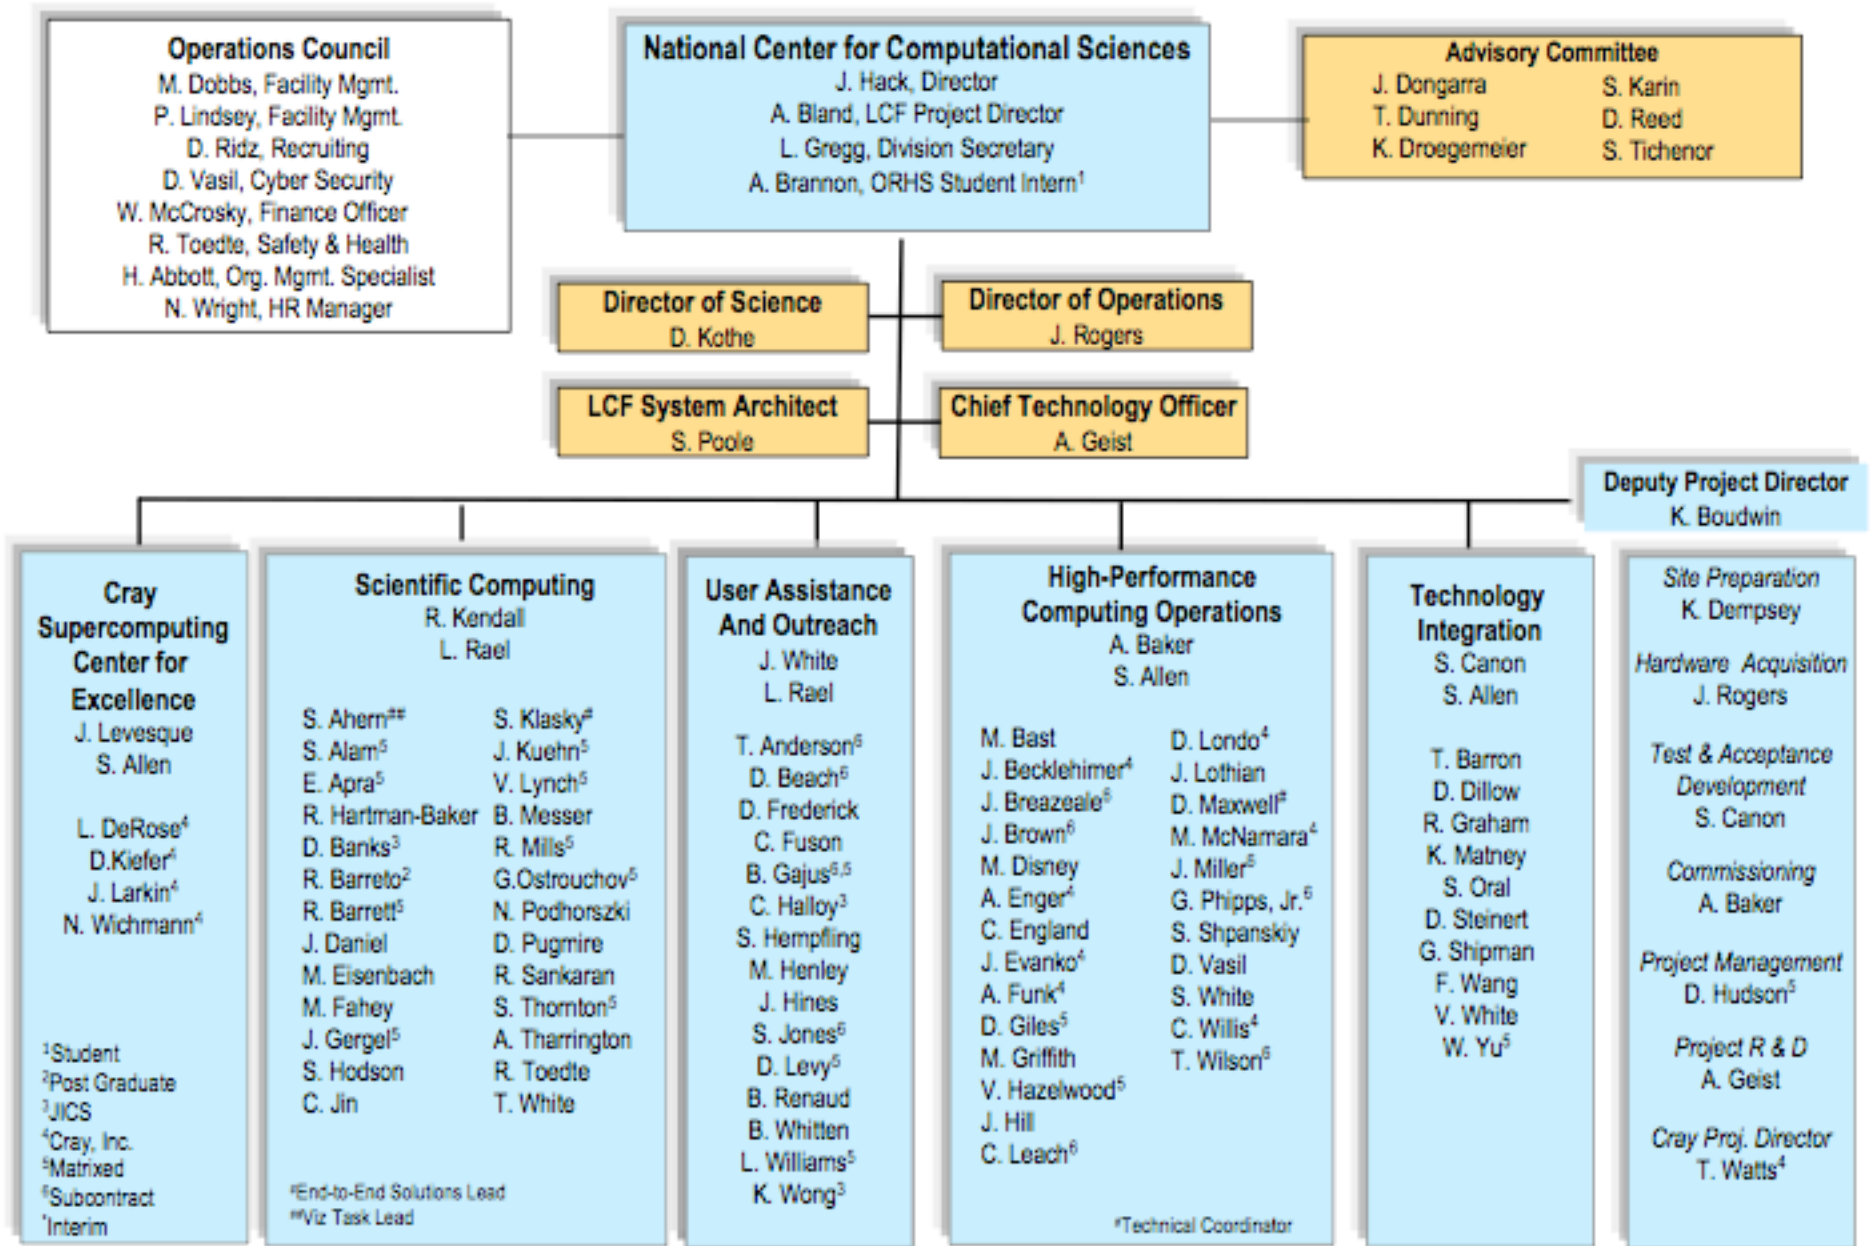 Operations Council
M. Dobbs, Facility Mgmt.
P. Lindsey, Facility Mgmt.
D. Ridz, Recruiting
D. Vasil, Cyber Security
W. McCrosky, Finance Officer
R. Toedte, Safety & Health
H. Abbott, Org. Mgmt. Specialist
N. Wright, HR Manager
National Center for Computational Sciences
J. Hack, Director
A. Bland, LCF Project Director
L. Gregg, Division Secretary
A. Brannon, ORHS Student Intern¹
Advisory Committee
J. Dongarra S. Karin
T. Dunning D. Reed
K. Droegemeier S. Tichenor
Director of Science
D. Kothe
Director of Operations
J. Rogers
LCF System Architect
S. Poole
Chief Technology Officer
A. Geist
Deputy Project Director
K. Boudwin
Cray
Supercomputing
Center for
Excellence
J. Levesque
S. Allen
L. DeRose⁴
D.Kiefer⁴
J. Larkin⁴
N. Wichmann⁴
¹Student
²Post Graduate
³JICS
⁴Cray, Inc.
⁵Matrixed
⁶Subcontract
*Interim
Scientific Computing
R. Kendall
L. Rael
S. Ahern## S. Klasky#
S. Alam⁵ J. Kuehn⁵
E. Apra⁵ V. Lynch⁵
R. Hartman-Baker B. Messer
D. Banks³ R. Mills⁵
R. Barreto² G.Ostrouchov⁵
R. Barrett⁵ N. Podhorszki
J. Daniel D. Pugmire
M. Eisenbach R. Sankaran
M. Fahey S. Thornton⁵
J. Gergel⁵ A. Tharrington
S. Hodson R. Toedte
C. Jin T. White
#End-to-End Solutions Lead
##Viz Task Lead
User Assistance
And Outreach
J. White
L. Rael
T. Anderson⁶
D. Beach⁶
D. Frederick
C. Fuson
B. Gajus⁶,⁵
C. Halloy³
S. Hempfling
M. Henley
J. Hines
S. Jones⁶
D. Levy⁵
B. Renaud
B. Whitten
L. Williams⁵
K. Wong³
High-Performance
Computing Operations
A. Baker
S. Allen
M. Bast D. Londo⁴
J. Becklehimer⁴ J. Lothian
J. Breazeale⁶ D. Maxwell#
J. Brown⁶ M. McNamara⁴
M. Disney J. Miller⁶
A. Enger⁴ G. Phipps, Jr.⁶
C. England S. Shpanskiy
J. Evanko⁴ D. Vasil
A. Funk⁴ S. White
D. Giles⁵ C. Willis⁴
M. Griffith T. Wilson⁶
V. Hazelwood⁵
J. Hill
C. Leach⁶
#Technical Coordinator
Technology
Integration
S. Canon
S. Allen
T. Barron
D. Dillow
R. Graham
K. Matney
S. Oral
D. Steinert
G. Shipman
F. Wang
V. White
W. Yu⁵
Site Preparation
K. Dempsey
Hardware Acquisition
J. Rogers
Test & Acceptance
Development
S. Canon
Commissioning
A. Baker
Project Management
D. Hudson⁵
Project R & D
A. Geist
Cray Proj. Director
T. Watts⁴